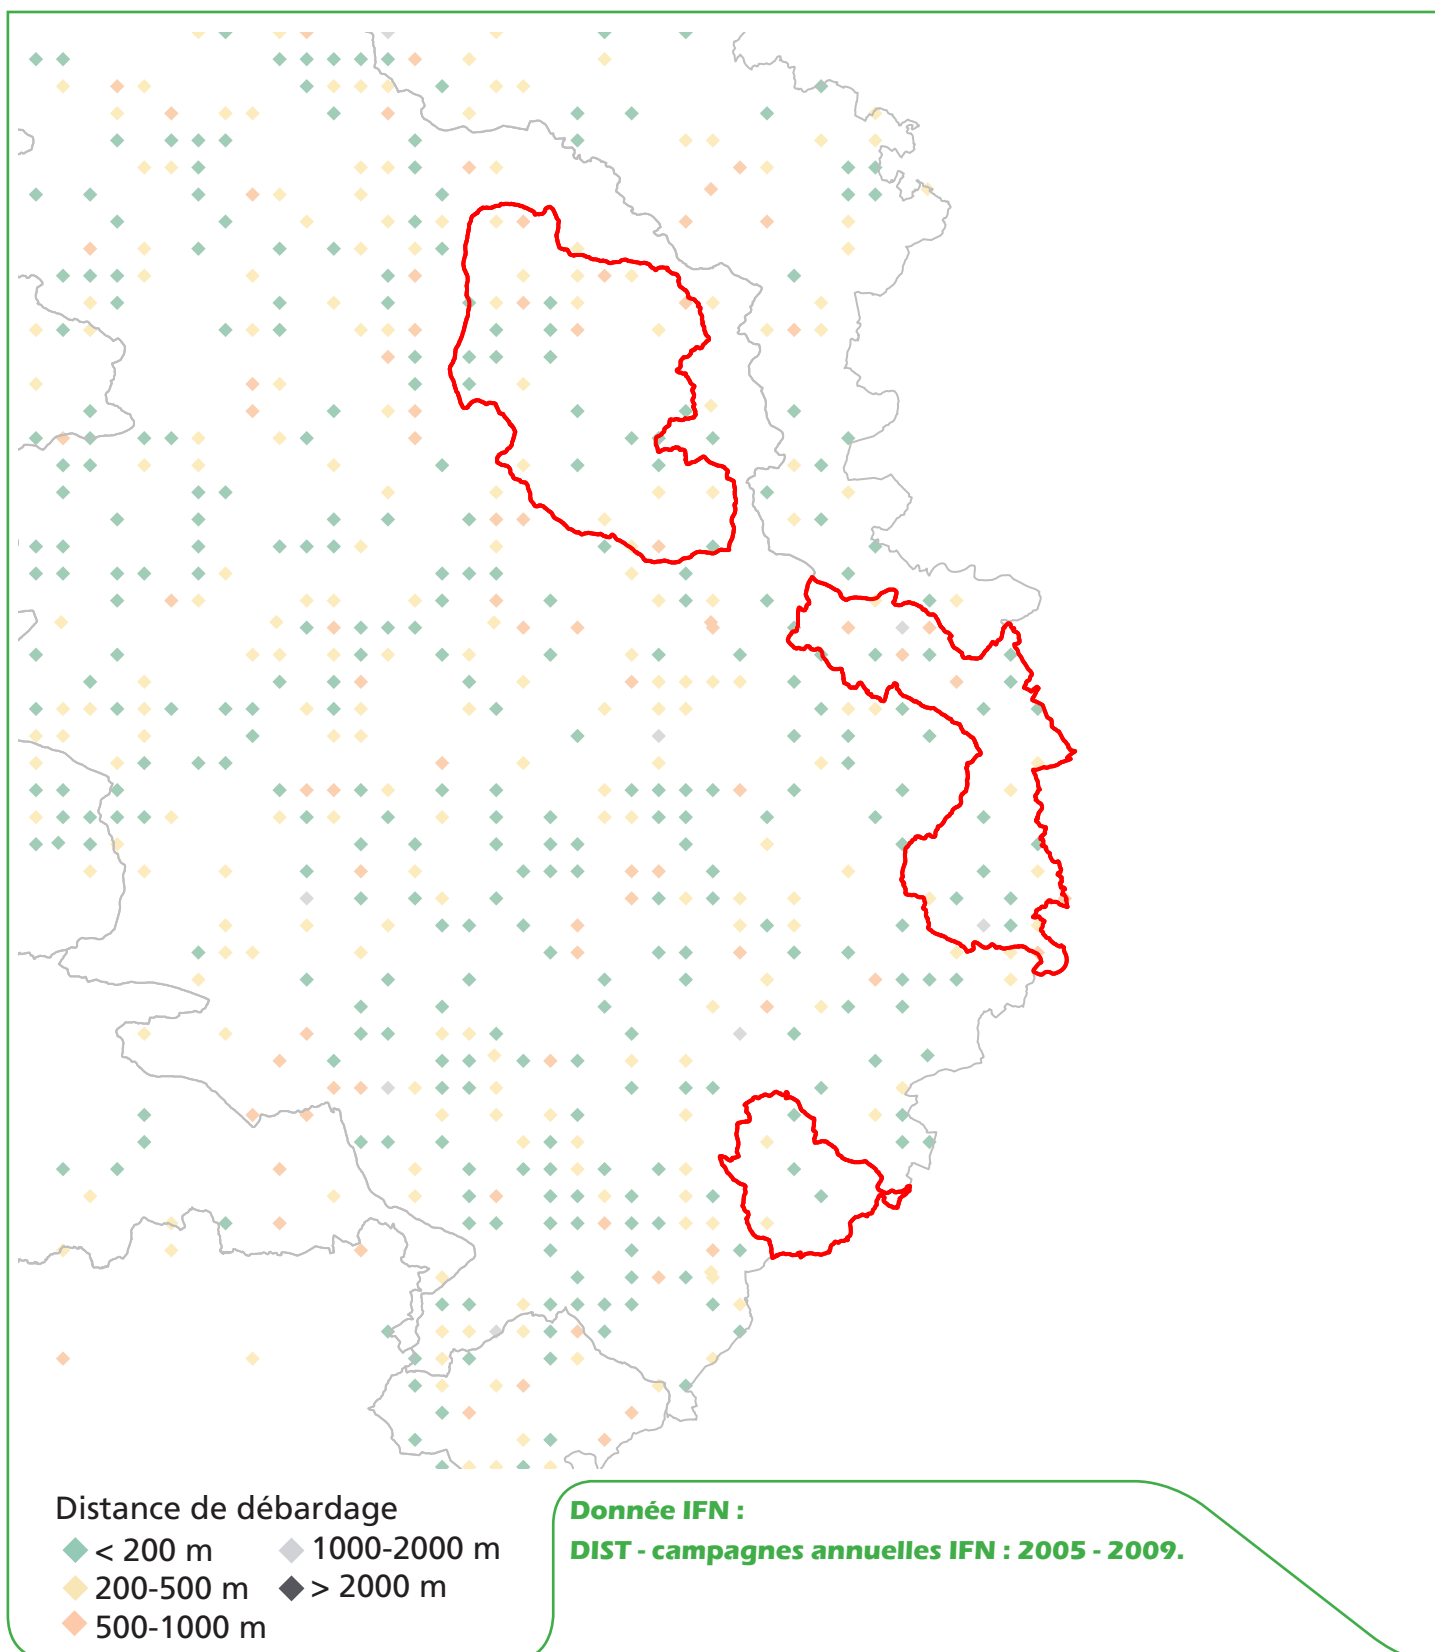 Distance de débardage
< 200 m
1000-2000 m
200-500 m
> 2000 m
500-1000 m
Donnée IFN :
DIST - campagnes annuelles IFN : 2005 - 2009.